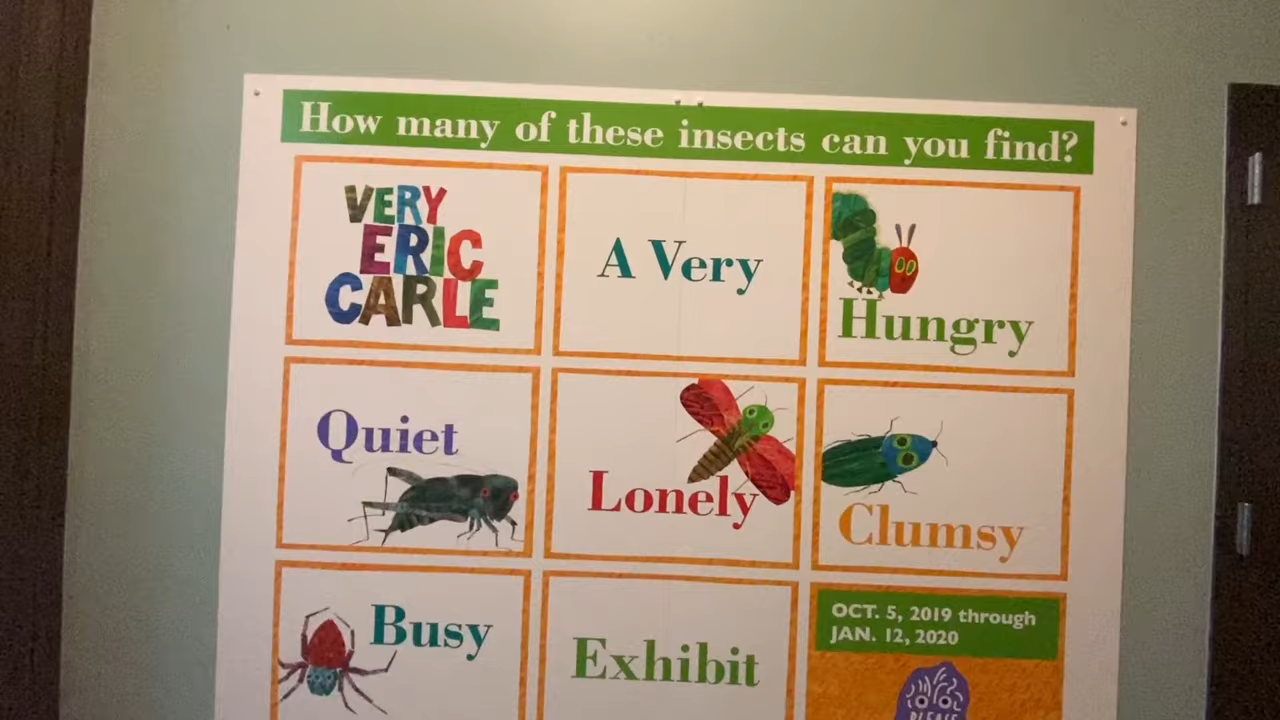 How many of these insects can you find?
VERY
ERIC
CARLE
A Very
Hungry
Quiet
Lonely
Clumsy
Busy
Exhibit
OCT. 5, 2019 through
JAN. 12, 2020
PLEASE